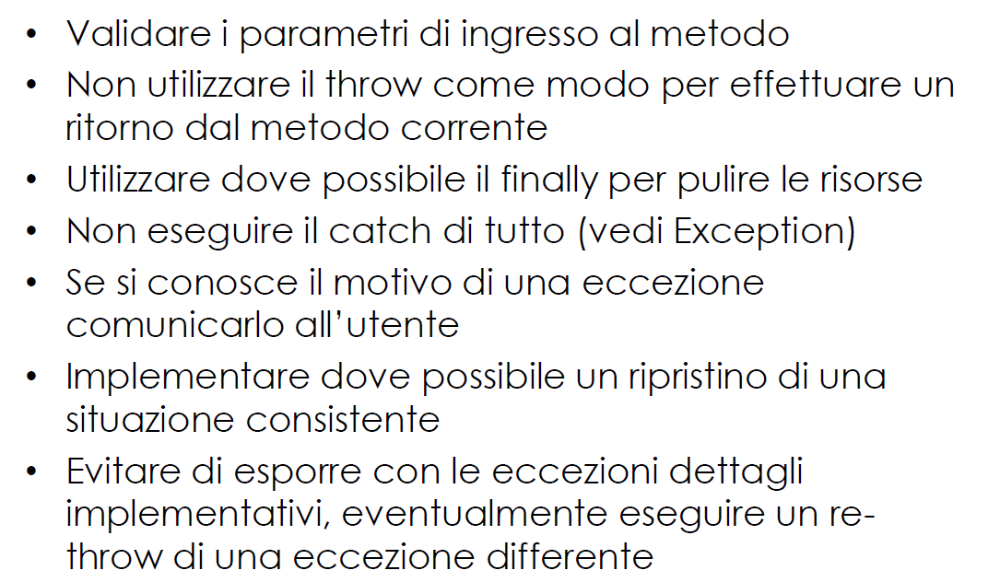 • Validare i parametri di ingresso al metodo
• Non utilizzare il throw come modo per effettuare un
ritorno dal metodo corrente
• Utilizzare dove possibile il finally per pulire le risorse
• Non eseguire il catch di tutto (vedi Exception)
• Se si conosce il motivo di una eccezione
comunicarlo all’utente
• Implementare dove possibile un ripristino di una
situazione consistente
• Evitare di esporre con le eccezioni dettagli
implementativi, eventualmente eseguire un re-
throw di una eccezione differente